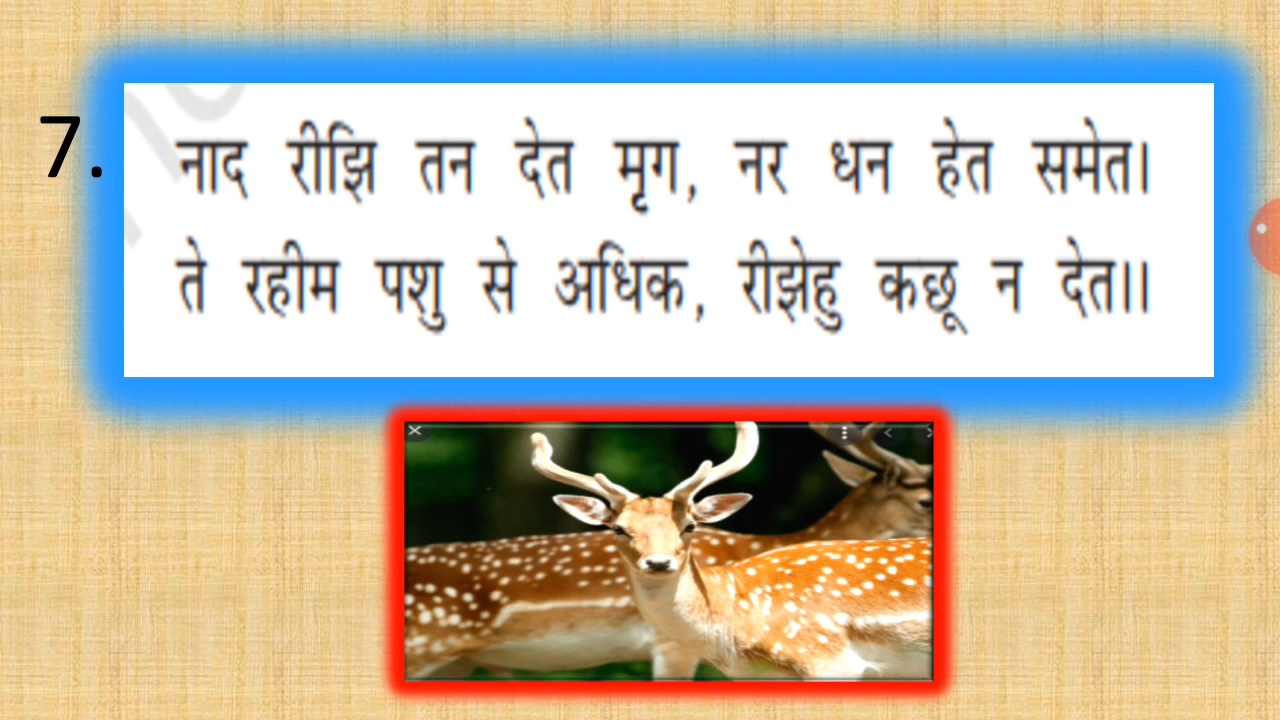 7.
नाद रीझि तन देत मृग, नर धन हेत समेत।
ते रहीम पशु से अधिक, रीझेहु कछू न देत।।